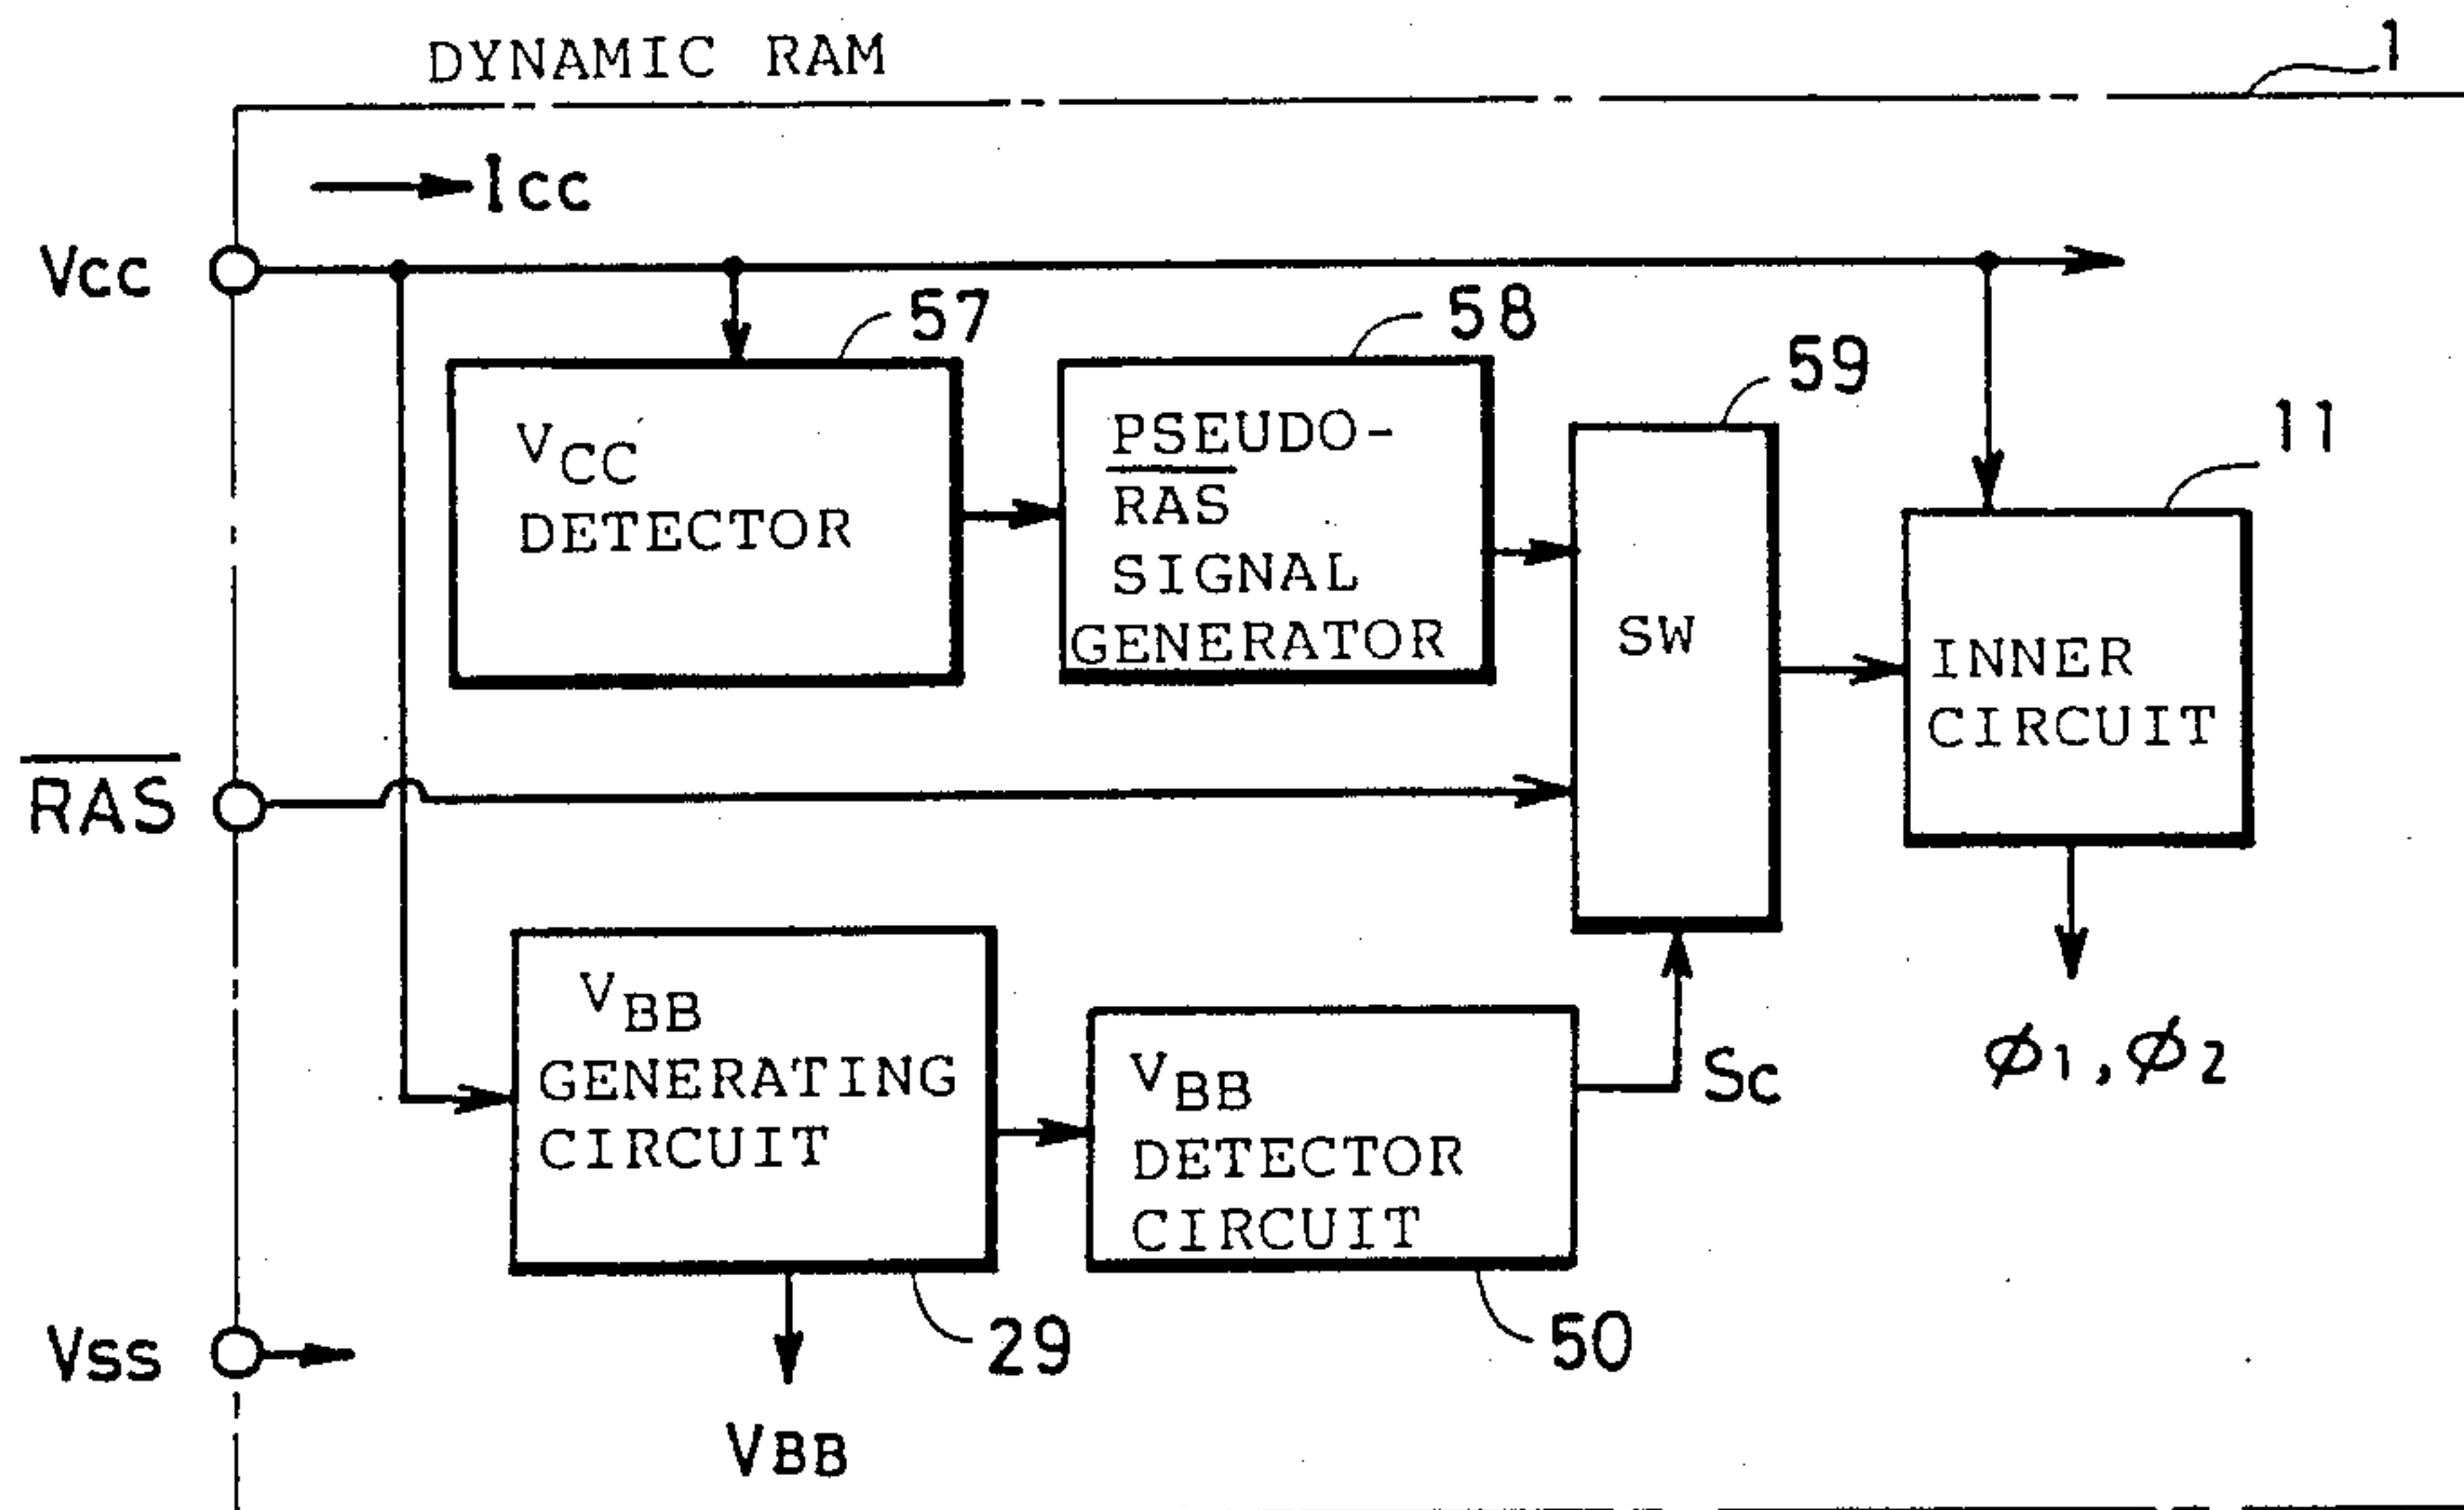 DYNAMIC RAM
1
Icc
Vcc
57
58
59
11
VCC
DETECTOR
PSEUDO-
RAS
SIGNAL
GENERATOR
SW
INNER
CIRCUIT
RAS
VBB
GENERATING
CIRCUIT
VBB
DETECTOR
CIRCUIT
Sc
φ1, φ2
Vss
29
50
VBB